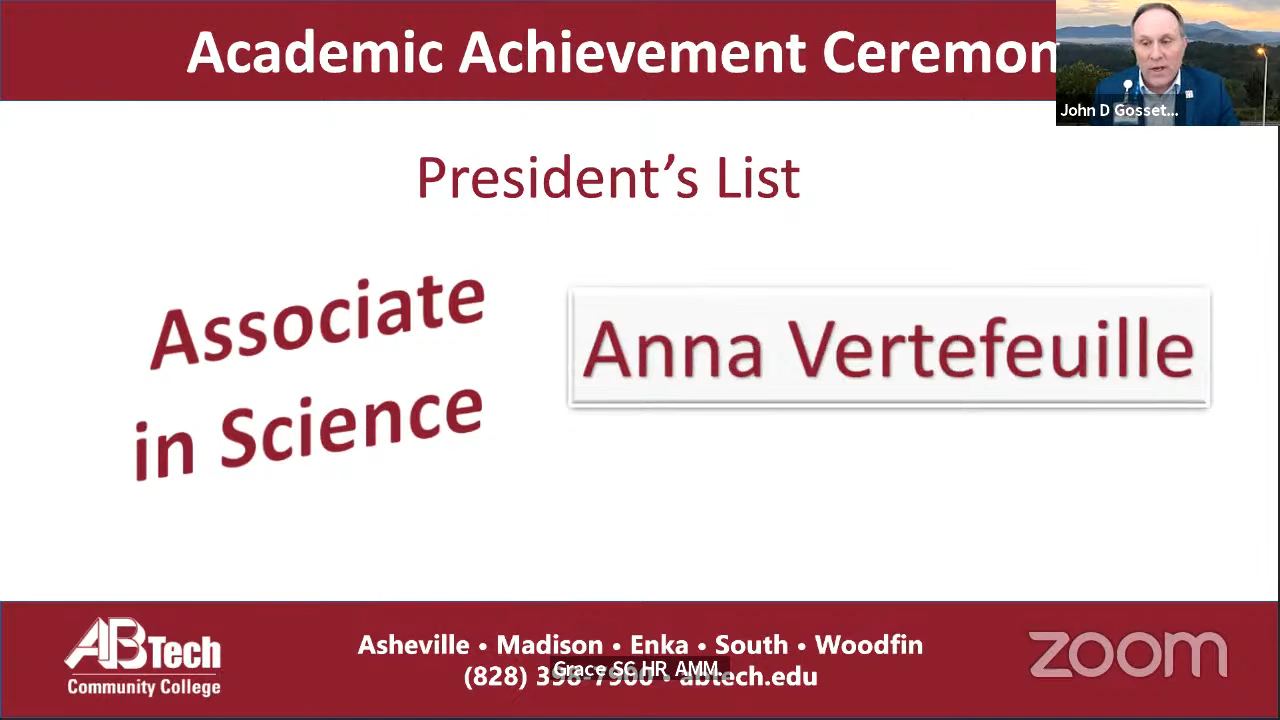 Academic Achievement Ceremon
John D Gosset...
President's List
Associate
in Science
Anna Vertefeuille
AB Tech
Community College
Asheville • Madison • Enka • South • Woodfin
(828) 398-7900 • abtech.edu
Grace SG HR AMM.
zoom